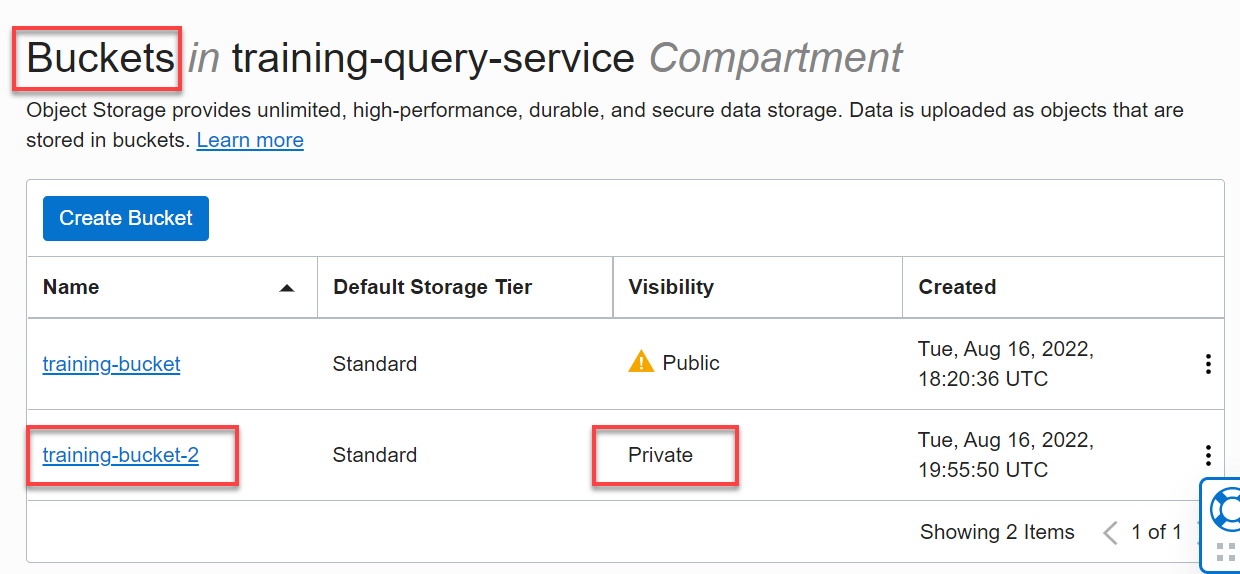 Buckets in training-query-service Compartment
Object Storage provides unlimited, high-performance, durable, and secure data storage. Data is uploaded as objects that are
stored in buckets. Learn more
Create Bucket
Name Default Storage Tier Visibility Created
training-bucket Standard Public Tue, Aug 16, 2022,
18:20:36 UTC
training-bucket-2 Standard Private Tue, Aug 16, 2022,
19:55:50 UTC
Showing 2 Items 1 of 1